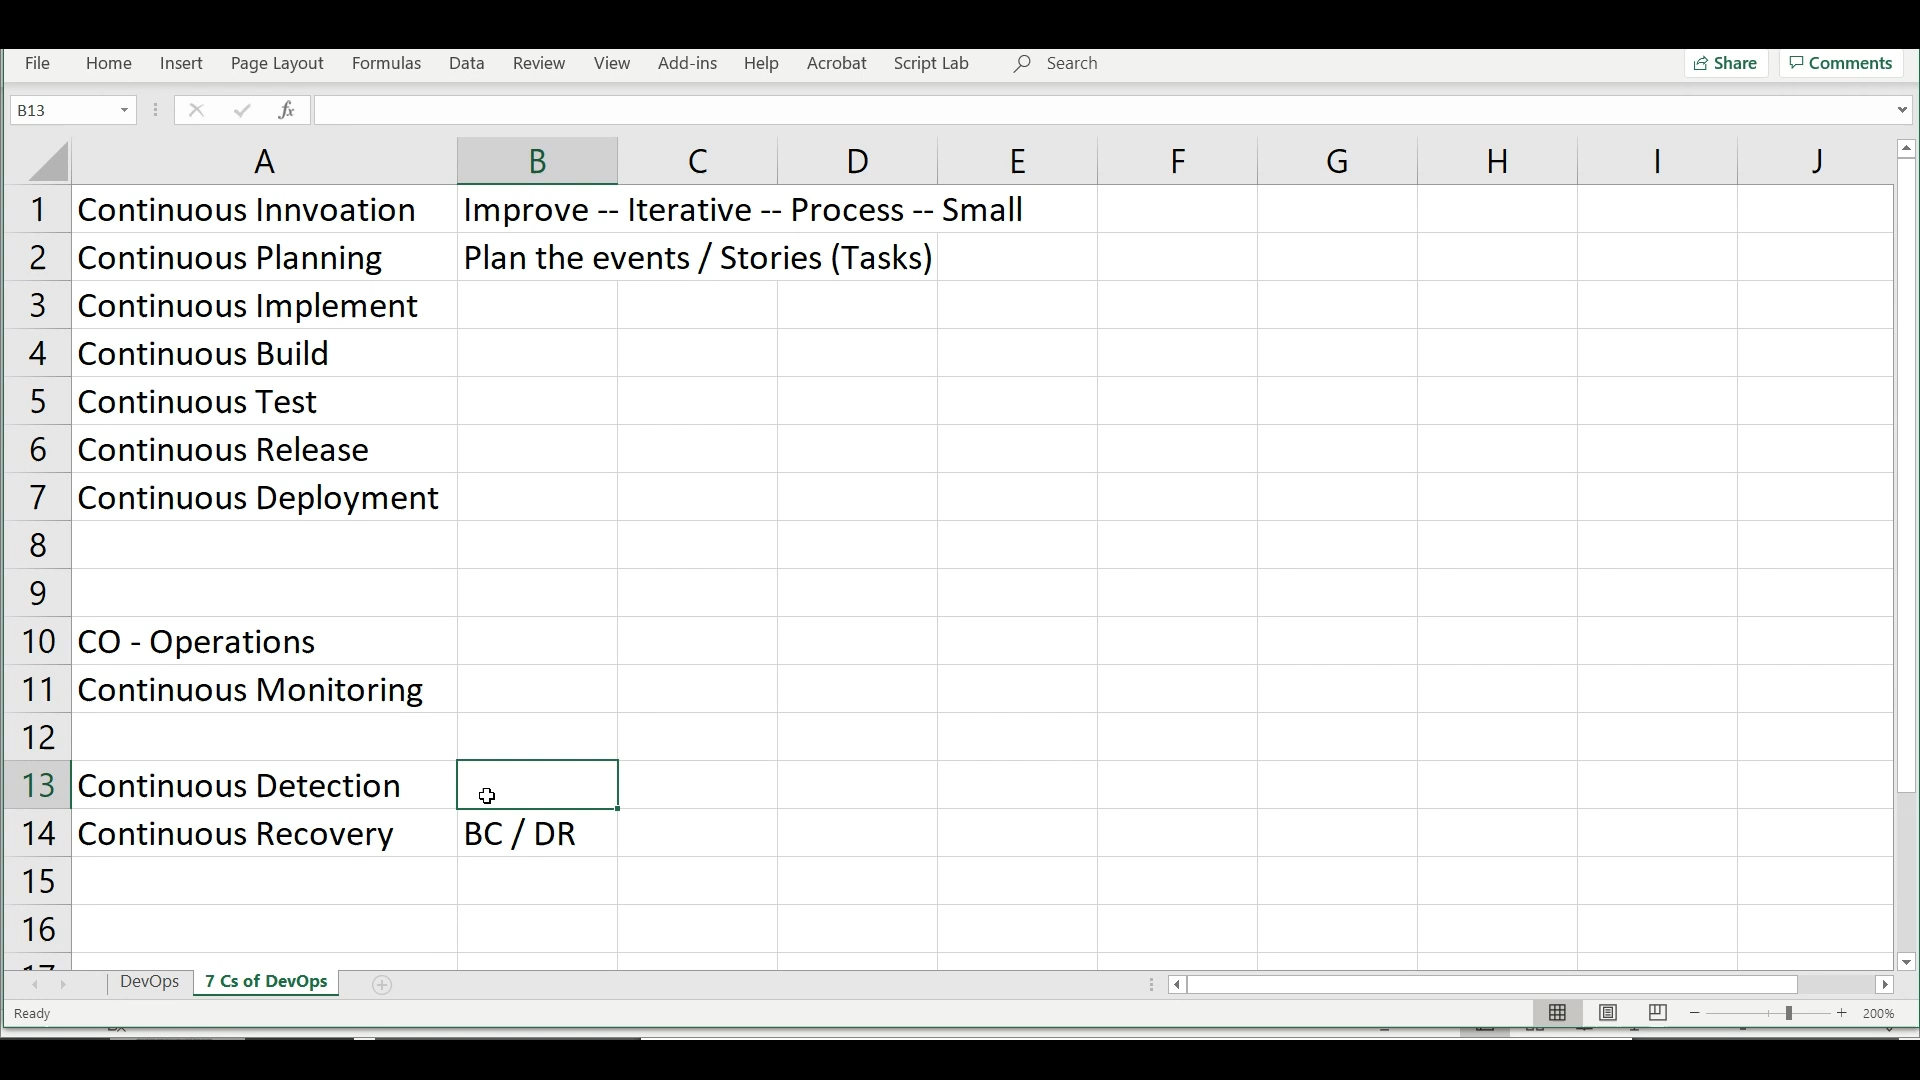 File Home Insert Page Layout Formulas Data Review View Add-ins Help Acrobat Script Lab Search Share Comments
B13 fx
A B C D E F G H I J
1 Continuous Innvoation Improve -- Iterative -- Process -- Small
2 Continuous Planning Plan the events / Stories (Tasks)
3 Continuous Implement
4 Continuous Build
5 Continuous Test
6 Continuous Release
7 Continuous Deployment
8
9
10 CO - Operations
11 Continuous Monitoring
12
13 Continuous Detection
14 Continuous Recovery BC / DR
15
16
17
DevOps 7 Cs of DevOps
Ready 200%